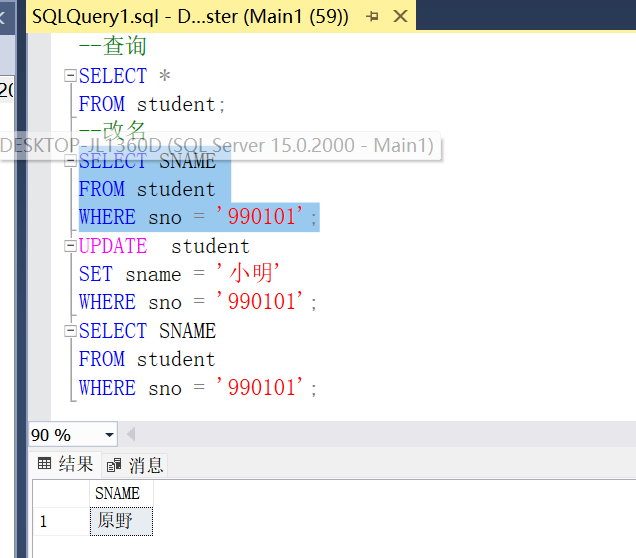 SQLQuery1.sql - D...ster (Main1 (59))
--查询
SELECT *
FROM student;
--改名
DESKTOP-JL1360D (SQL Server 15.0.2000 - Main1)
SELECT SNAME
FROM student
WHERE sno = '990101';
UPDATE  student
SET sname = '小明'
WHERE sno = '990101';
SELECT SNAME
FROM student
WHERE sno = '990101';
90 %
结果 消息
SNAME
1 原野